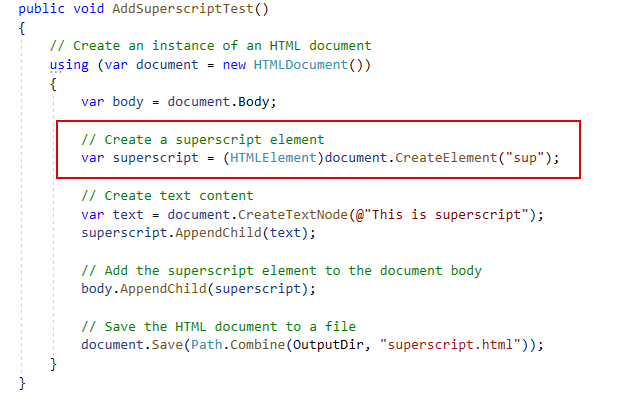 public void AddSuperscriptTest()
{
// Create an instance of an HTML document
using (var document = new HTMLDocument())
{
var body = document.Body;
// Create a superscript element
var superscript = (HTMLElement)document.CreateElement("sup");
// Create text content
var text = document.CreateTextNode(@"This is superscript");
superscript.AppendChild(text);
// Add the superscript element to the document body
body.AppendChild(superscript);
// Save the HTML document to a file
document.Save(Path.Combine(OutputDir, "superscript.html"));
}
}